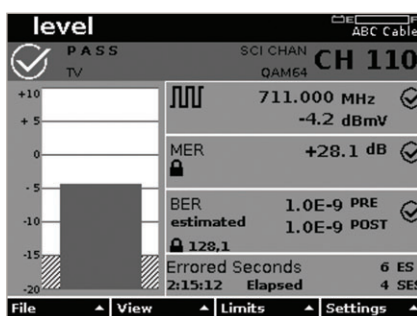 level
E F
ABC Cable
PASS
TV
SCI CHAN
QAM64
CH 110
711.000 MHz
-4.2 dBmV
MER
+28.1 dB
BER
estimated
1.0E-9 PRE
1.0E-9 POST
128,1
Errored Seconds 6 ES
2:15:12 Elapsed 4 SES
+10
+ 5
0
- 5
-10
-15
-20
File View Limits Settings